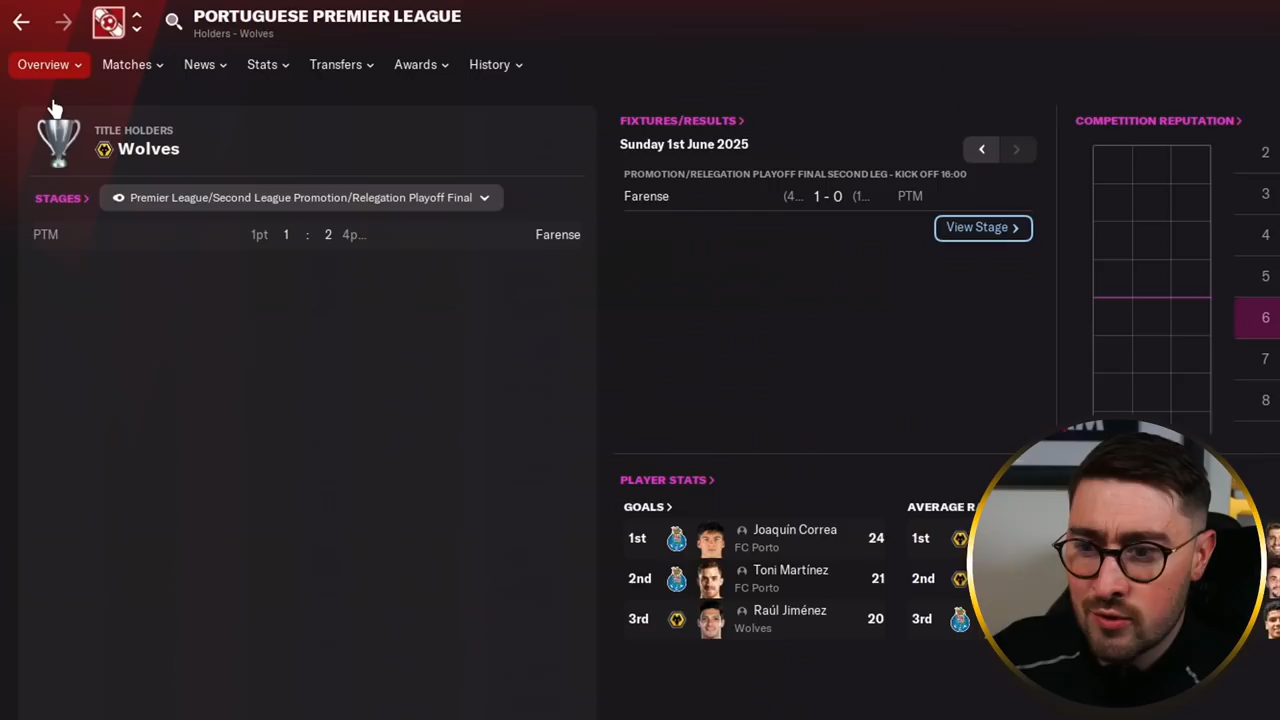 PORTUGUESE PREMIER LEAGUE
Holders - Wolves
Overview
Matches
News
Stats
Transfers
Awards
History
TITLE HOLDERS
Wolves
STAGES
Premier League/Second League Promotion/Relegation Playoff Final
PTM 1pt 1 : 2 4p... Farense
FIXTURES/RESULTS
Sunday 1st June 2025
PROMOTION/RELEGATION PLAYOFF FINAL SECOND LEG - KICK OFF 16:00
Farense (4... 1 - 0 (1... PTM
View Stage
COMPETITION REPUTATION
2
3
4
5
6
7
8
PLAYER STATS
GOALS
1st Joaquín Correa 24
FC Porto
2nd Toni Martínez 21
FC Porto
3rd Raúl Jiménez 20
Wolves
AVERAGE
1st
2nd
3rd